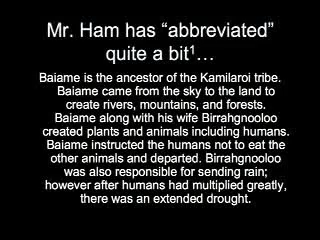 Mr. Ham has “abbreviated”
quite a bit¹…
Baiame is the ancestor of the Kamilaroi tribe.
Baiame came from the sky to the land to
create rivers, mountains, and forests.
Baiame along with his wife Birrahgnooloo
created plants and animals including humans.
Baiame instructed the humans not to eat the
other animals and departed. Birrahgnooloo
was also responsible for sending rain;
however after humans had multiplied greatly,
there was an extended drought.